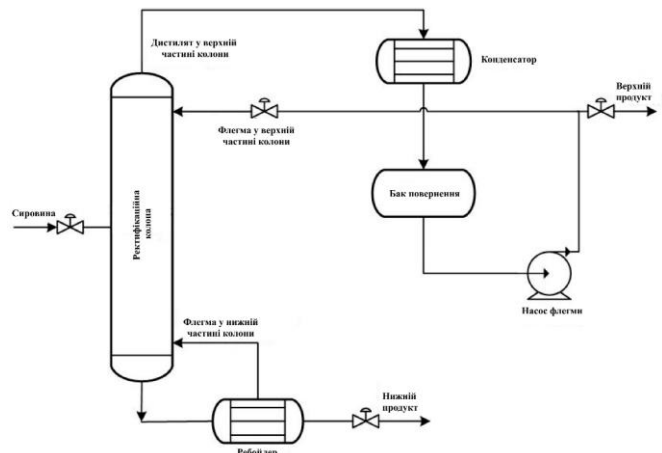 Дистилят у верхній
частині колони
Конденсатор
Верхній
продукт
Флегма у верхній
частині колони
Бак повернення
Сировина
Ректифікаційна
колона
Насос флегми
Флегма у нижній
частині колони
Нижній
продукт
Ребойлер